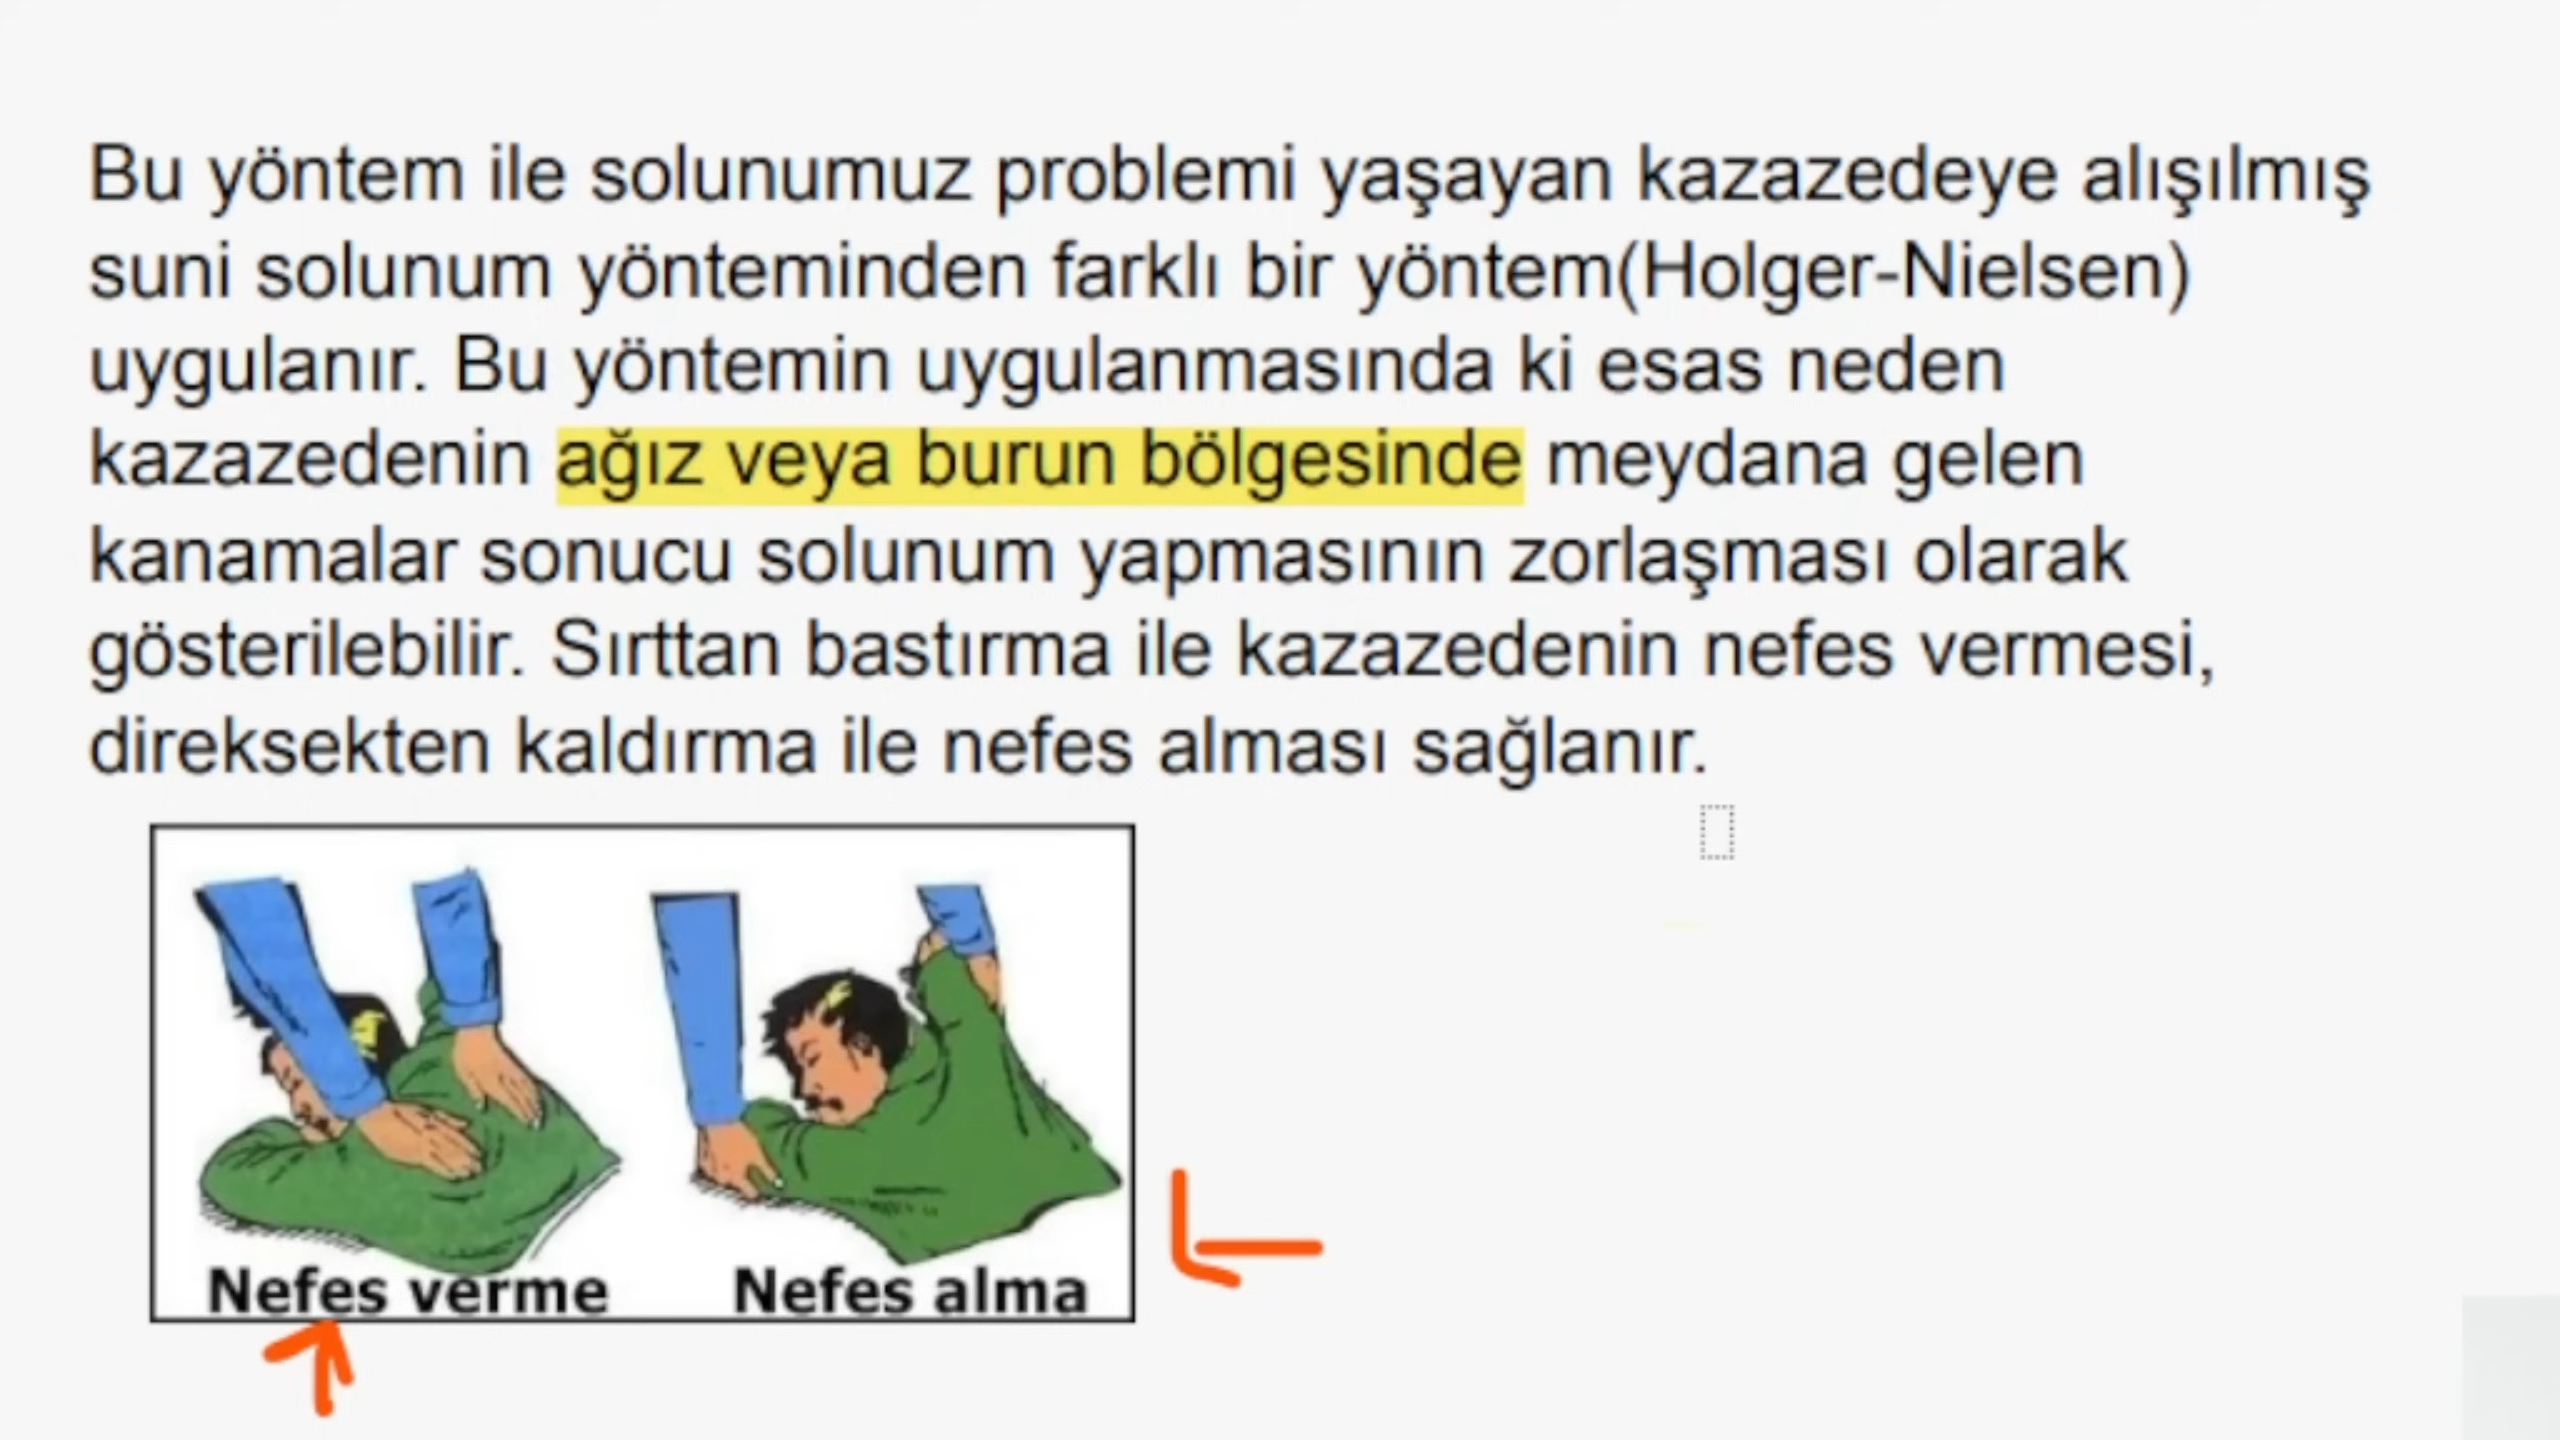 Bu yöntem ile solunumuz problemi yaşayan kazazedeye alışılmış
suni solunum yönteminden farklı bir yöntem(Holger-Nielsen)
uygulanır. Bu yöntemin uygulanmasında ki esas neden
kazazedenin ağız veya burun bölgesinde meydana gelen
kanamalar sonucu solunum yapmasının zorlaşması olarak
gösterilebilir. Sırttan bastırma ile kazazedenin nefes vermesi,
direksekten kaldırma ile nefes alması sağlanır.
Nefes verme
Nefes alma